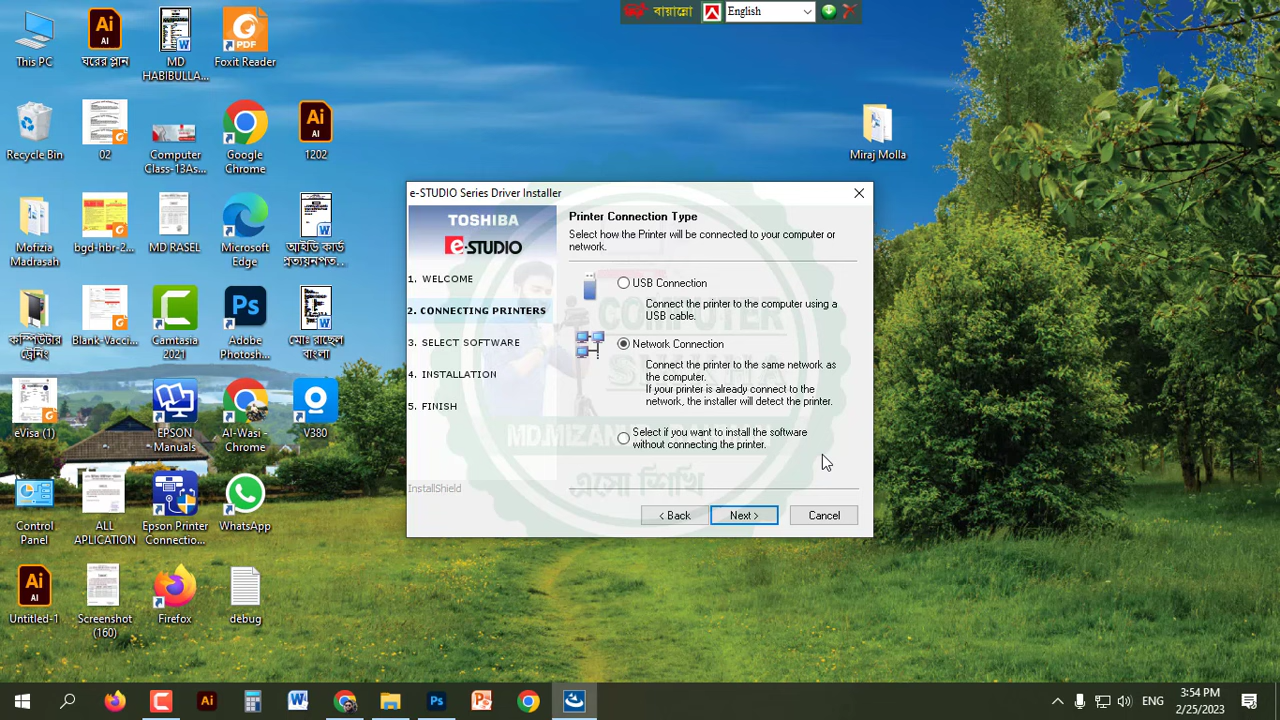 বায়ান্নো
English
This PC
ঘরের প্লান
MD
HABIBULLA...
Foxit Reader
Recycle Bin
02
Computer
Class-13As...
Google
Chrome
1202
Miraj Molla
Mofizia
Madrasah
bgd-hbr-2...
MD RASEL
Microsoft
Edge
আইডি কার্ড
প্রত্যয়নপত...
কম্পিউটার
ট্রেনিং
Blank-Vacci...
Camtasia
2021
Adobe
Photosh...
মোঃ রাছেল
বাংলা
eVisa (1)
EPSON
Manuals
Al-Wasi -
Chrome
V380
Control
Panel
ALL
APLICATION
Epson Printer
Connectio...
WhatsApp
Untitled-1
Screenshot
(160)
Firefox
debug
e-STUDIO Series Driver Installer
TOSHIBA
e-STUDIO
1. WELCOME
2. CONNECTING PRINTERS
3. SELECT SOFTWARE
4. INSTALLATION
5. FINISH
InstallShield
Printer Connection Type
Select how the Printer will be connected to your computer or
network.
USB Connection
Connect the printer to the computer using a
USB cable.
Network Connection
Connect the printer to the same network as
the computer.
If your printer is already connect to the
network, the installer will detect the printer.
Select if you want to install the software
without connecting the printer.
< Back
Next >
Cancel
COMPUTER
MD.MIZAN
এসো শিখি
ENG
3:54 PM
2/25/2023